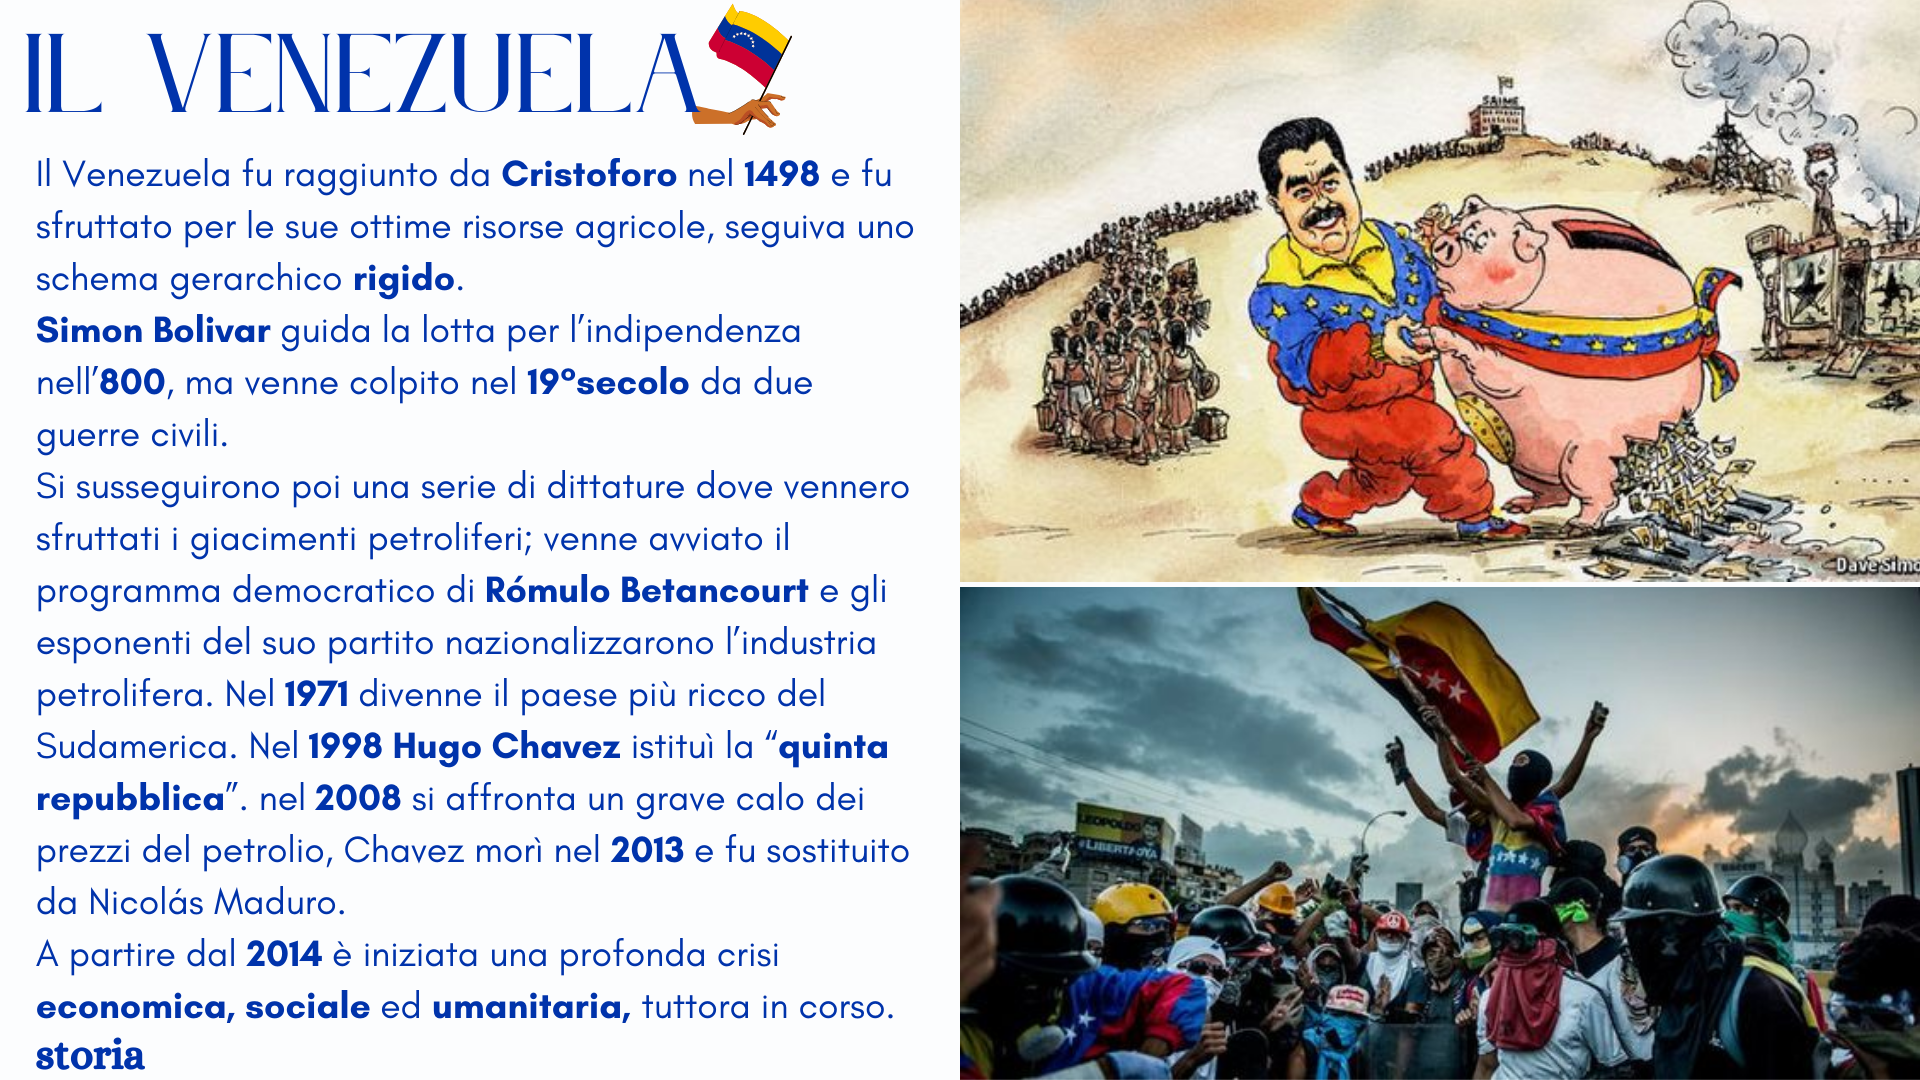 IL VENEZUELA
Il Venezuela fu raggiunto da Cristoforo nel 1498 e fu
sfruttato per le sue ottime risorse agricole, seguiva uno
schema gerarchico rigido.
Simon Bolivar guida la lotta per l’indipendenza
nell’800, ma venne colpito nel 19°secolo da due
guerre civili.
Si susseguirono poi una serie di dittature dove vennero
sfruttati i giacimenti petroliferi; venne avviato il
programma democratico di Rómulo Betancourt e gli
esponenti del suo partito nazionalizzarono l’industria
petrolifera. Nel 1971 divenne il paese più ricco del
Sudamerica. Nel 1998 Hugo Chavez istituì la “quinta
repubblica”. nel 2008 si affronta un grave calo dei
prezzi del petrolio, Chavez morì nel 2013 e fu sostituito
da Nicolás Maduro.
A partire dal 2014 è iniziata una profonda crisi
economica, sociale ed umanitaria, tuttora in corso.
storia
SAIME
Dave Simo
LEOPOLDO
#LIBERTADYA